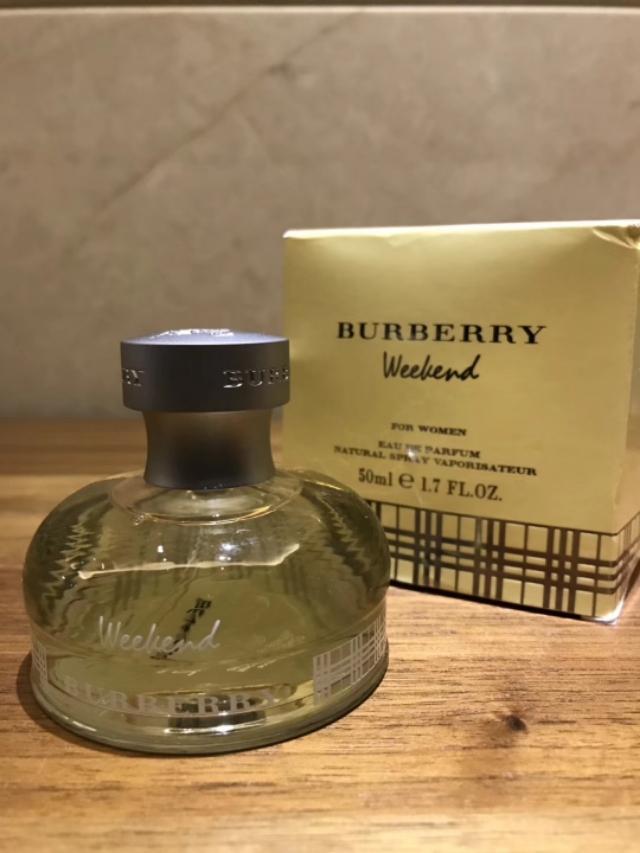 BURBERRY
Weekend
FOR WOMEN
EAU DE PARFUM
NATURAL SPRAY VAPORISATEUR
50ml ℮ 1.7 FL.OZ.
Weekend
BURBERRY